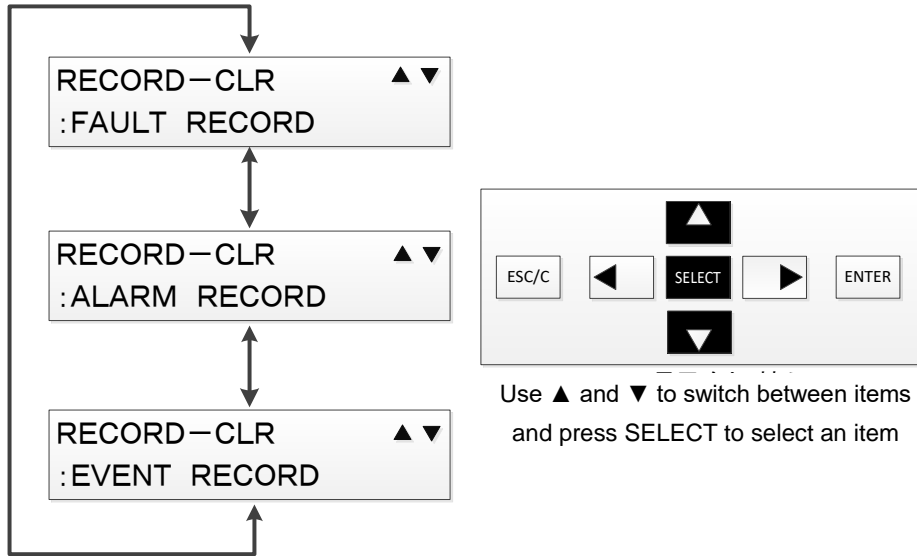 RECORD－CLR ▲ ▼
:FAULT RECORD
RECORD－CLR ▲ ▼
:ALARM RECORD
RECORD－CLR ▲ ▼
:EVENT RECORD
ESC/C
SELECT
ENTER
Use ▲ and ▼ to switch between items
and press SELECT to select an item